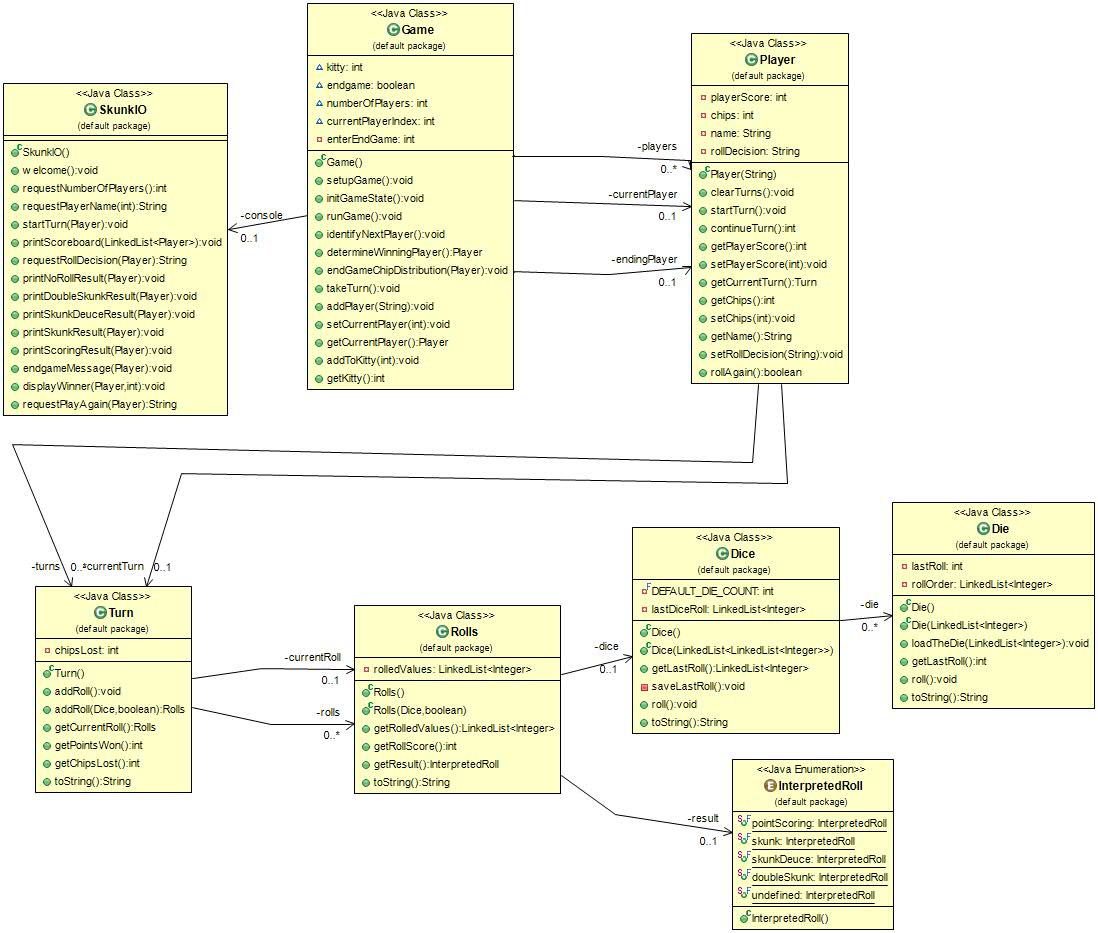 <<Java Class>>
Game
(default package)
kitty: int
endgame: boolean
numberOfPlayers: int
currentPlayerIndex: int
enterEndGame: int
Game()
setupGame():void
initGameState():void
runGame():void
identifyNextPlayer():void
determineWinningPlayer():Player
endGameChipDistribution(Player):void
takeTurn():void
addPlayer(String):void
setCurrentPlayer(int):void
getCurrentPlayer():Player
addToKitty(int):void
getKitty():int
<<Java Class>>
Player
(default package)
playerScore: int
chips: int
name: String
rollDecision: String
Player(String)
clearTurns():void
startTurn():void
continueTurn():int
getPlayerScore():int
setPlayerScore(int):void
getCurrentTurn():Turn
getChips():int
setChips(int):void
getName():String
setRollDecision(String):void
rollAgain():boolean
<<Java Class>>
SkunkIO
(default package)
SkunkIO()
welcome():void
requestNumberOfPlayers():int
requestPlayerName(int):String
startTurn(Player):void
printScoreboard(LinkedList<Player>):void
requestRollDecision(Player):String
printNoRollResult(Player):void
printDoubleSkunkResult(Player):void
printSkunkDeuceResult(Player):void
printSkunkResult(Player):void
printScoringResult(Player):void
endgameMessage(Player):void
displayWinner(Player,int):void
requestPlayAgain(Player):String
-console
0..1
-players
0..*
-currentPlayer
0..1
-endingPlayer
0..1
-turns
0..*
-currentTurn
0..1
<<Java Class>>
Turn
(default package)
chipsLost: int
Turn()
addRoll():void
addRoll(Dice,boolean):Rolls
getCurrentRoll():Rolls
getPointsWon():int
getChipsLost():int
toString():String
-currentRoll
0..1
-rolls
0..*
<<Java Class>>
Rolls
(default package)
rolledValues: LinkedList<Integer>
Rolls()
Rolls(Dice,boolean)
getRolledValues():LinkedList<Integer>
getRollScore():int
getResult():InterpretedRoll
toString():String
-dice
0..1
-result
0..1
<<Java Class>>
Dice
(default package)
DEFAULT_DIE_COUNT: int
lastDiceRoll: LinkedList<Integer>
Dice()
Dice(LinkedList<LinkedList<Integer>>)
getLastRoll():LinkedList<Integer>
saveLastRoll():void
roll():void
toString():String
-die
0..*
<<Java Class>>
Die
(default package)
lastRoll: int
rollOrder: LinkedList<Integer>
Die()
Die(LinkedList<Integer>)
loadTheDie(LinkedList<Integer>):void
getLastRoll():int
roll():void
toString():String
<<Java Enumeration>>
InterpretedRoll
(default package)
pointScoring: InterpretedRoll
skunk: InterpretedRoll
skunkDeuce: InterpretedRoll
doubleSkunk: InterpretedRoll
undefined: InterpretedRoll
InterpretedRoll()